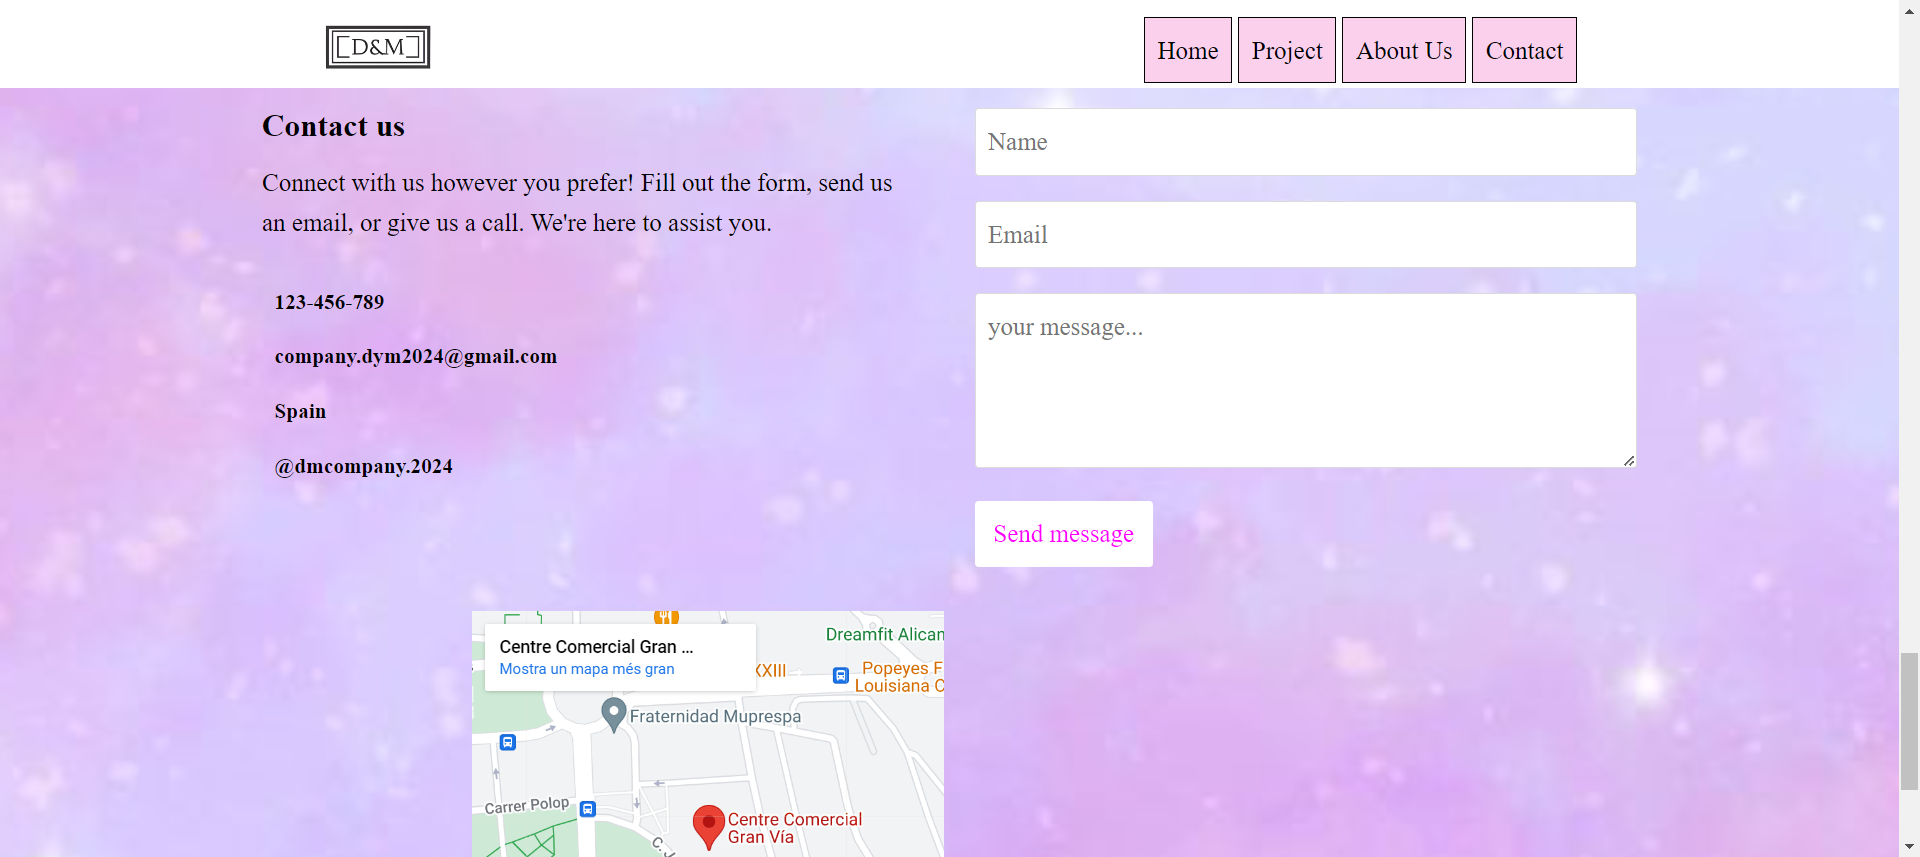 [D&M]
Home Project About Us Contact
Contact us
Connect with us however you prefer! Fill out the form, send us
an email, or give us a call. We're here to assist you.
123-456-789
company.dym2024@gmail.com
Spain
@dmcompany.2024
Name
Email
your message...
Send message
Centre Comercial Gran ...
Mostra un mapa més gran
XXIII
Dreamfit Alican
Popeyes F
Louisiana C
Fraternidad Muprespa
Carrer Polop
Centre Comercial
Gran Vía
C. J